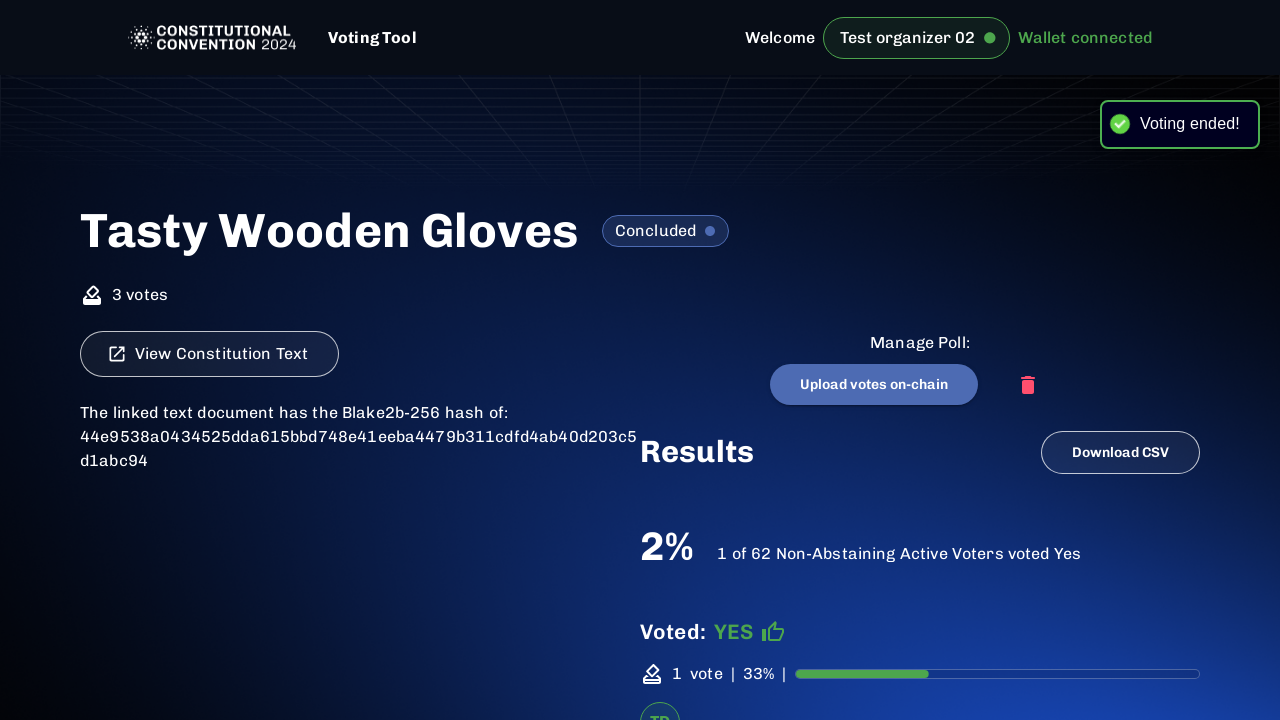 CONSTITUTIONAL
CONVENTION 2024
Voting Tool
Welcome
Test organizer 02
Wallet connected
Voting ended!
Tasty Wooden Gloves
Concluded
3 votes
View Constitution Text
Manage Poll:
Upload votes on-chain
The linked text document has the Blake2b-256 hash of:
44e9538a0434525dda615bbd748e41eeba4479b311cdfd4ab40d203c5
d1abc94
Results
Download CSV
2%
1 of 62 Non-Abstaining Active Voters voted Yes
Voted: YES
1 vote | 33% |